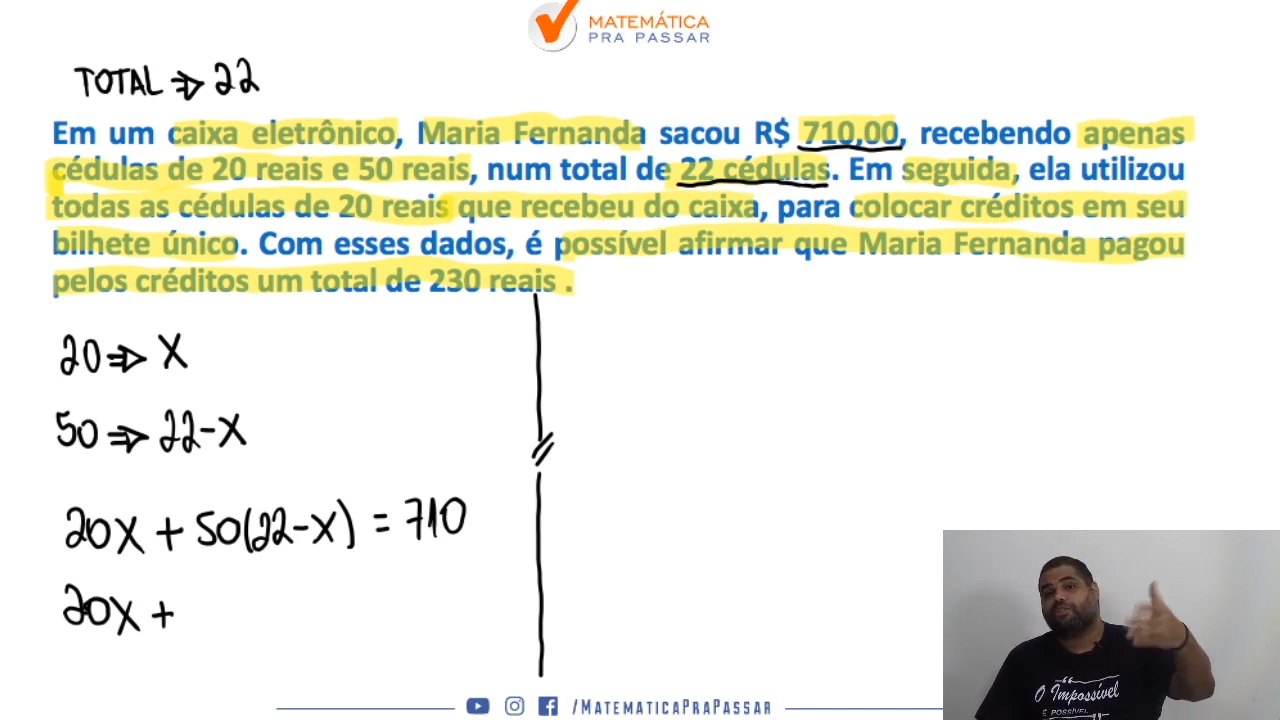 MATEMÁTICA
PRA PASSAR
TOTAL ⇒ 22
Em um caixa eletrônico, Maria Fernanda sacou R$ 710,00, recebendo apenas
cédulas de 20 reais e 50 reais, num total de 22 cédulas. Em seguida, ela utilizou
todas as cédulas de 20 reais que recebeu do caixa, para colocar créditos em seu
bilhete único. Com esses dados, é possível afirmar que Maria Fernanda pagou
pelos créditos um total de 230 reais .
20 ⇒ X
50 ⇒ 22-X
20X + 50(22-X) = 710
20X +
O Impossível
É POSSÍVEL
/MATEMATICAPRAPASSAR